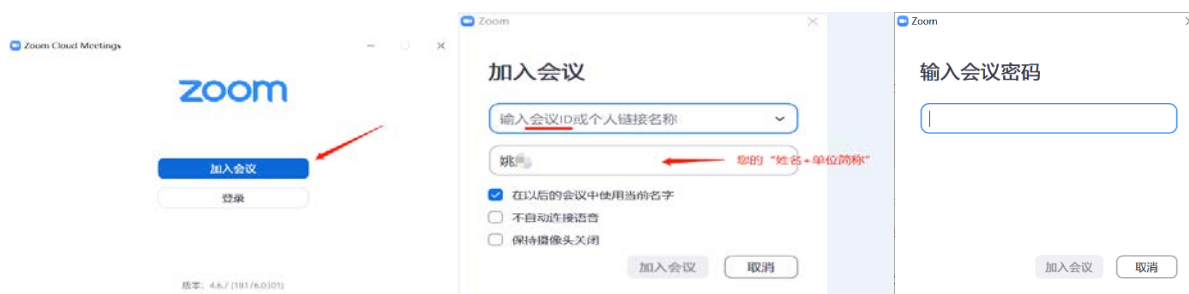 Zoom Cloud Meetings
zoom
加入会议
登录
Zoom
加入会议
输入会议ID或个人链接名称
姚
您的“姓名+单位简称”
在以后的会议中使用当前名字
不自动连接语音
保持摄像头关闭
加入会议
取消
Zoom
输入会议密码
加入会议
取消